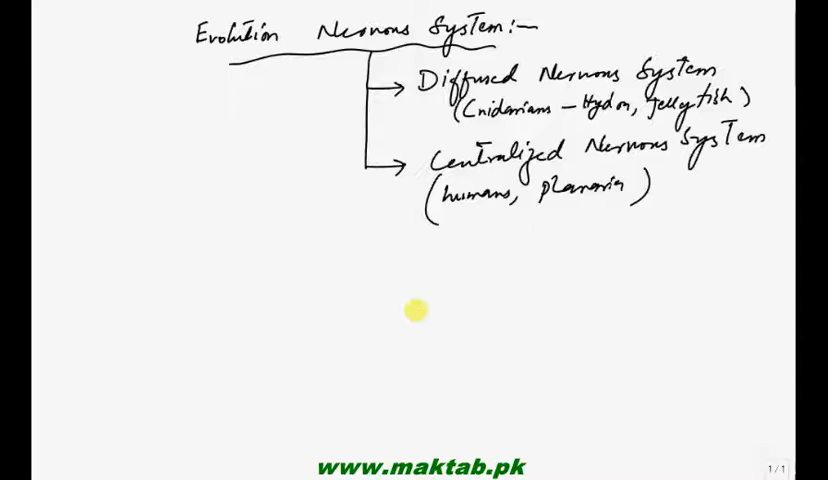 Evolution Nervous System:-
Diffused Nervous System
(Cnidarians - Hydra, Jellyfish)
Centralized Nervous System
(humans, planaria)
www.maktab.pk
1/1